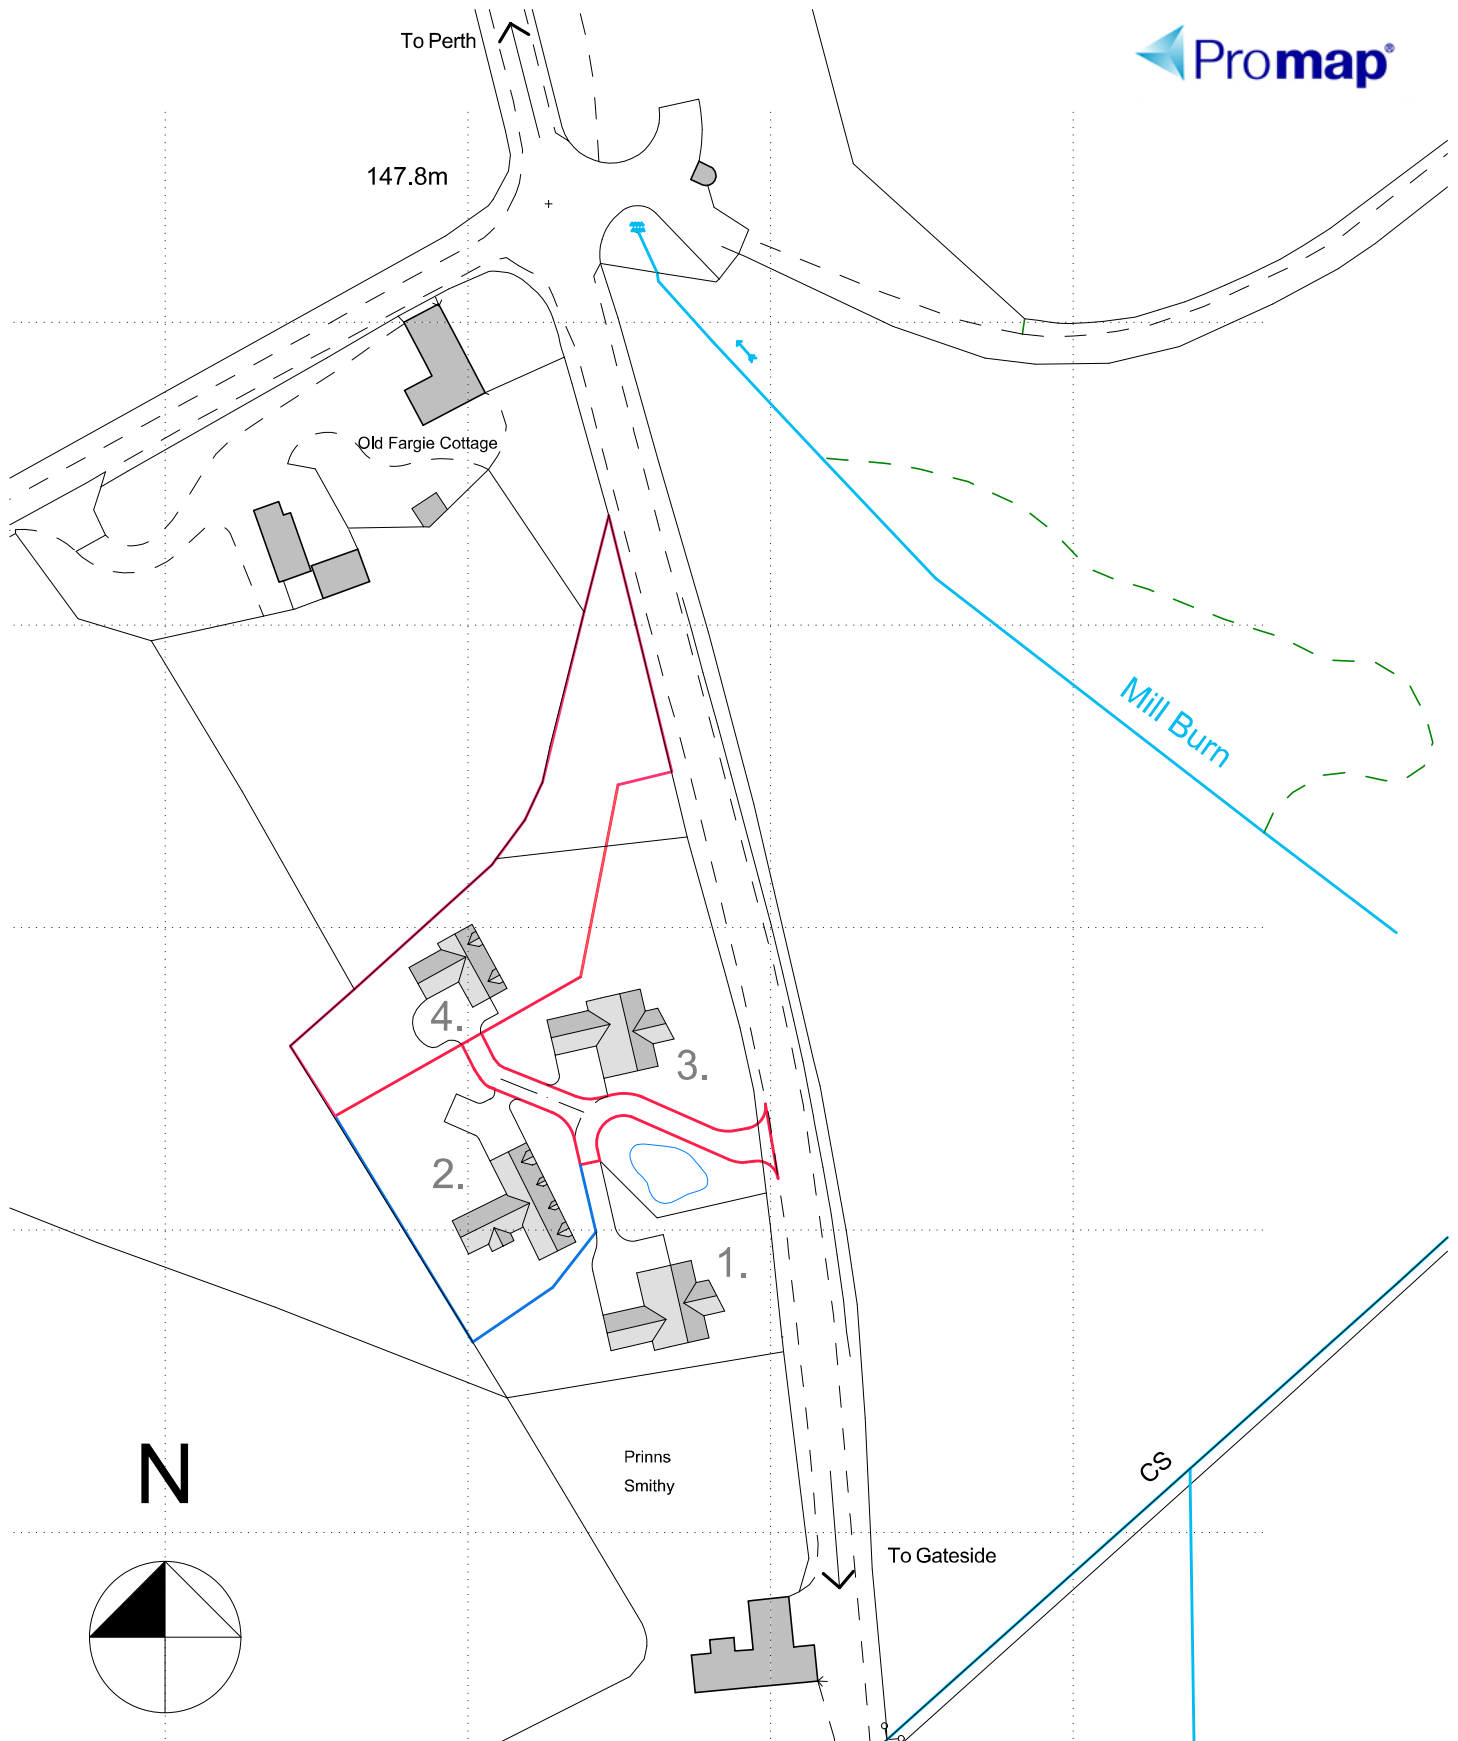 To Perth
Promap®
147.8m
Old Fargie Cottage
Mill Burn
4.
3.
2.
1.
Prinns
Smithy
N
CS
To Gateside